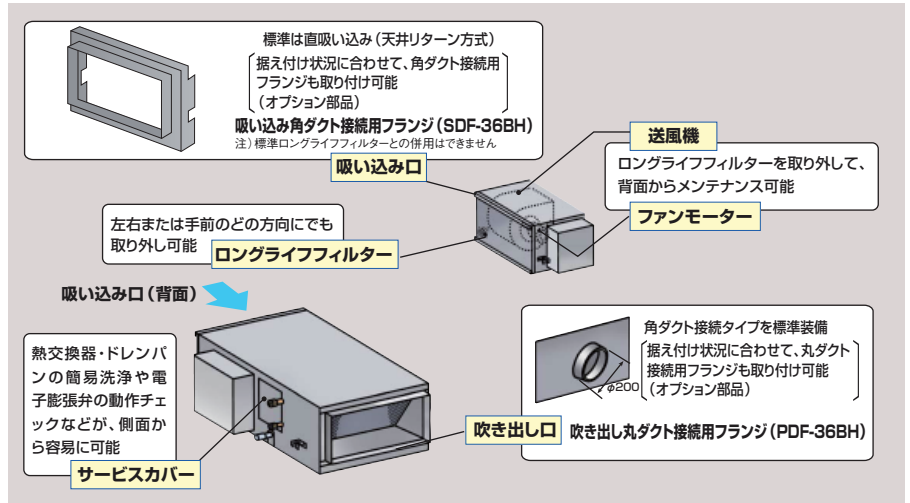 標準は直吸い込み（天井リターン方式）
据え付け状況に合わせて、角ダクト接続用
フランジも取り付け可能
（オプション部品）
吸い込み角ダクト接続用フランジ（SDF-36BH）
注）標準ロングライフフィルターとの併用はできません
吸い込み口
送風機
ロングライフフィルターを取り外して、
背面からメンテナンス可能
ファンモーター
左右または手前のどの方向にでも
取り外し可能
ロングライフフィルター
吸い込み口（背面）
熱交換器・ドレンパ
ンの簡易洗浄や電
子膨張弁の動作チェ
ックなどが、側面か
ら容易に可能
サービスカバー
吹き出し口
角ダクト接続タイプを標準装備
据え付け状況に合わせて、丸ダクト
接続用フランジも取り付け可能
（オプション部品）
φ200
吹き出し丸ダクト接続用フランジ（PDF-36BH）